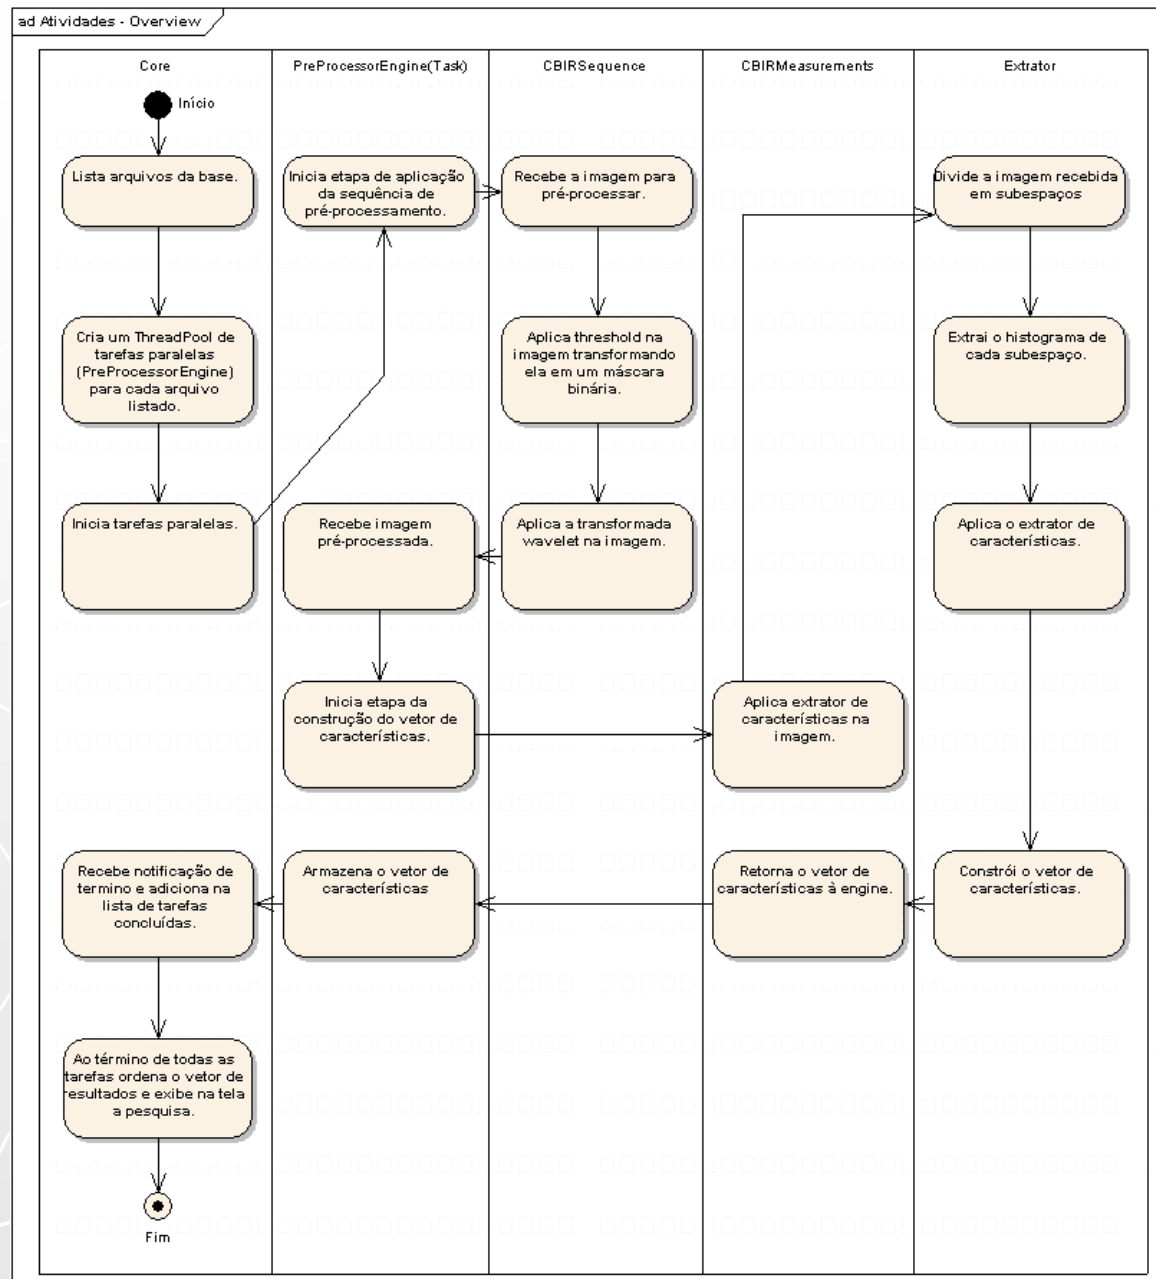 ad Atividades - Overview
Core
PreProcessorEngine(Task)
CBIRSequence
CBIRMeasurements
Extrator
Início
Lista arquivos da base.
Inicia etapa de aplicação
da sequência de
pré-processamento.
Recebe a imagem para
pré-processar.
Divide a imagem recebida
em subespaços
Cria um ThreadPool de
tarefas paralelas
(PreProcessorEngine)
para cada arquivo
listado.
Aplica threshold na
imagem transformando
ela em um máscara
binária.
Extrai o histograma de
cada subespaço.
Inicia tarefas paralelas.
Recebe imagem
pré-processada.
Aplica a transformada
wavelet na imagem.
Aplica o extrator de
características.
Inicia etapa da
construção do vetor de
características.
Aplica extrator de
características na
imagem.
Recebe notificação de
termino e adiciona na
lista de tarefas
concluídas.
Armazena o vetor de
características
Retorna o vetor de
características à engine.
Constrói o vetor de
características.
Ao término de todas as
tarefas ordena o vetor de
resultados e exibe na tela
a pesquisa.
Fim